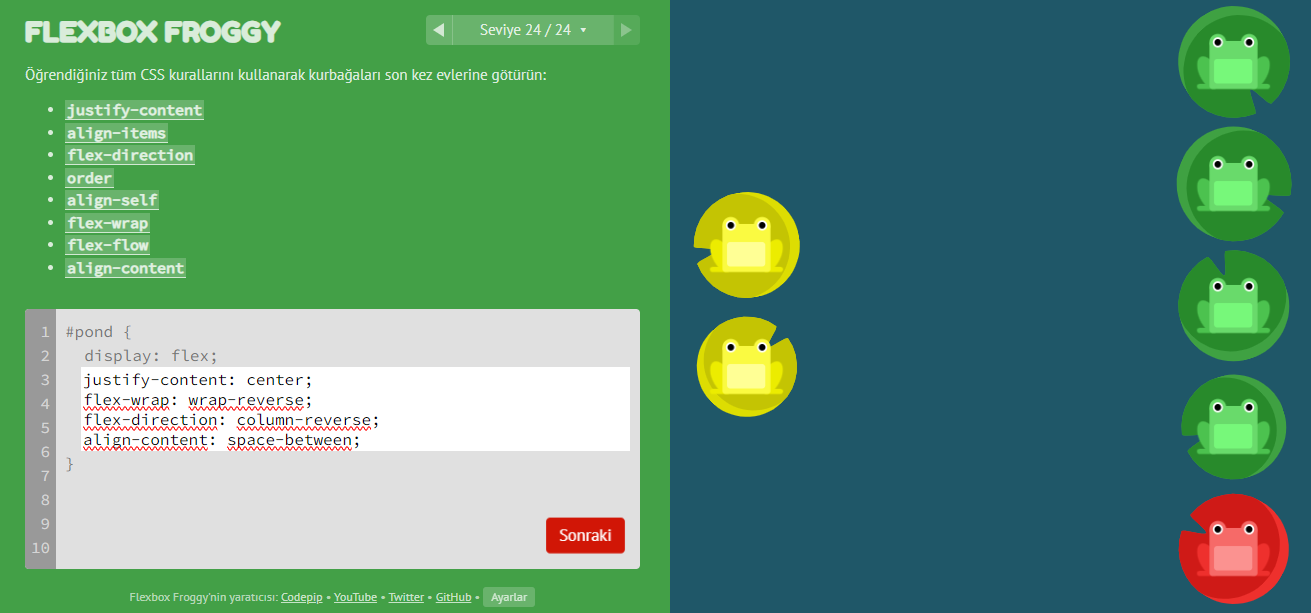 FLEXBOX FROGGY
◀ Seviye 24 / 24 ▾ ▶
Öğrendiğiniz tüm CSS kurallarını kullanarak kurbağaları son kez evlerine götürün:
• justify-content
• align-items
• flex-direction
• order
• align-self
• flex-wrap
• flex-flow
• align-content
1 #pond {
2 display: flex;
3 justify-content: center;
4 flex-wrap: wrap-reverse;
5 flex-direction: column-reverse;
6 align-content: space-between;
7 }
8
9
10
Sonraki
Flexbox Froggy'nin yaratıcısı: Codepip • YouTube • Twitter • GitHub • Ayarlar